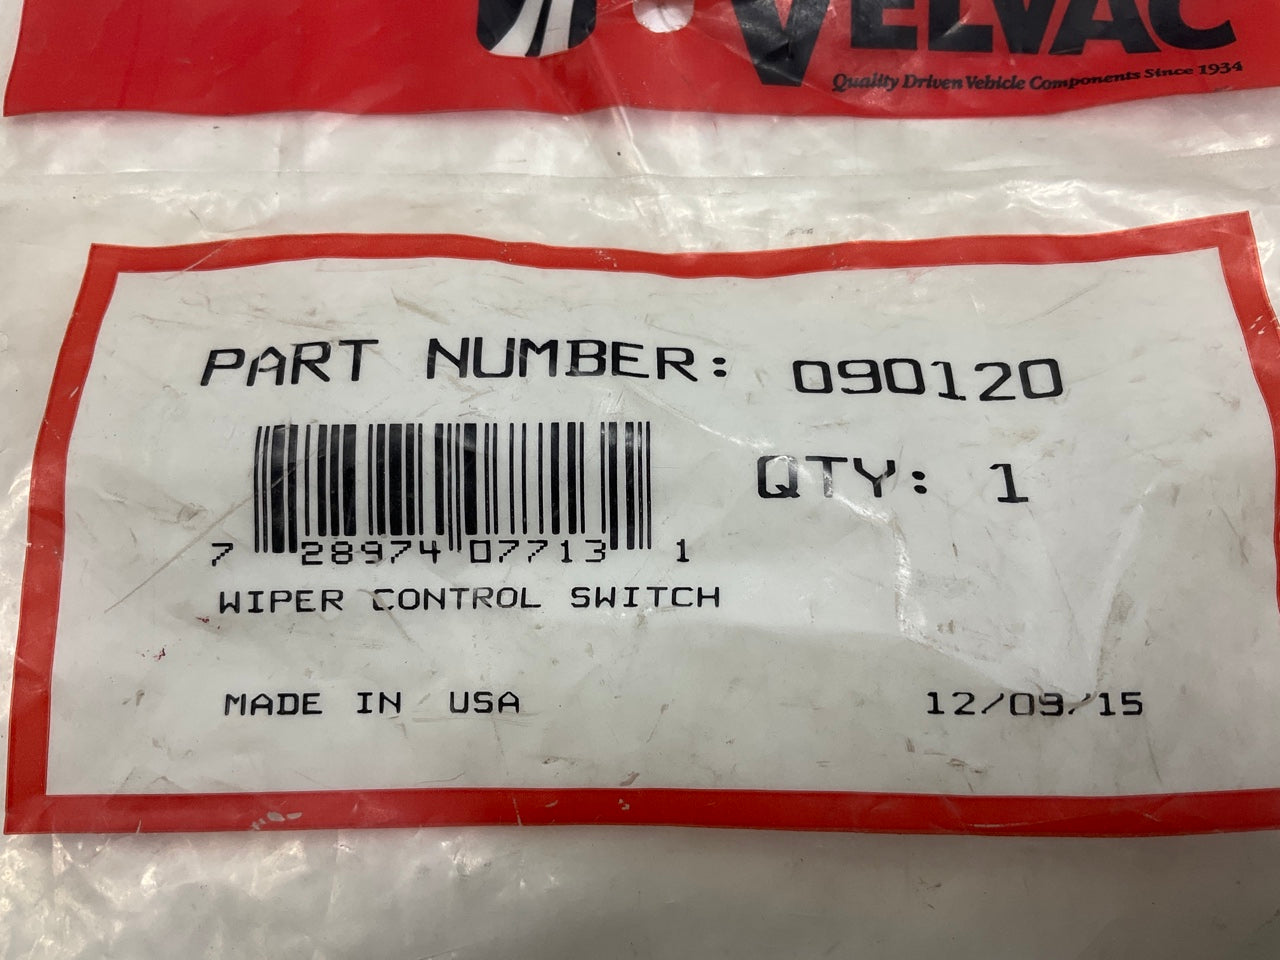 VELVAC
Quality Driven Vehicle Components Since 1934
PART NUMBER: 090120
QTY: 1
7 28974 07713 1
WIPER CONTROL SWITCH
MADE IN USA 12/09/15